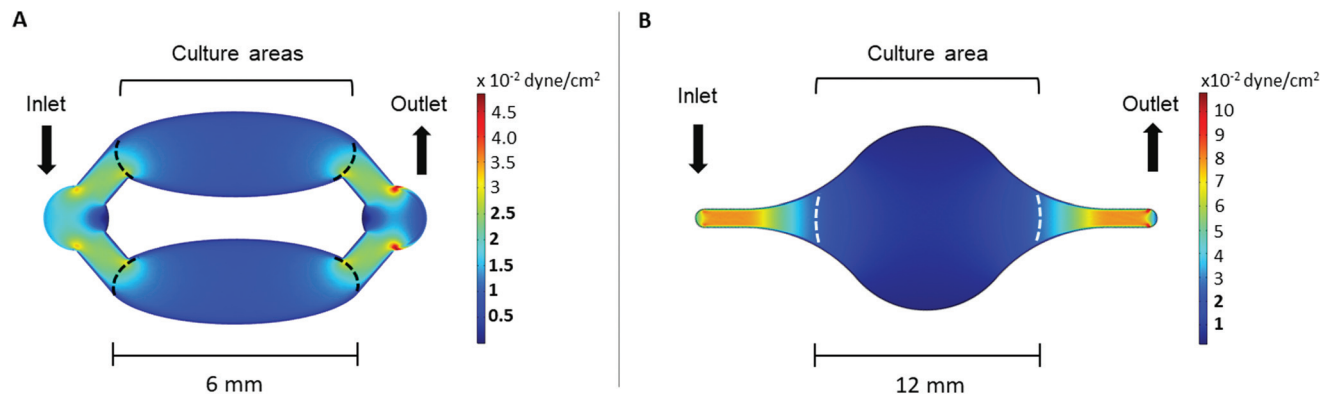 A
Culture areas
Inlet
Outlet
x 10⁻² dyne/cm²
4.5
4.0
3.5
3
2.5
2
1.5
1
0.5
6 mm
B
Culture area
Inlet
Outlet
x10⁻² dyne/cm²
10
9
8
7
6
5
4
3
2
1
12 mm